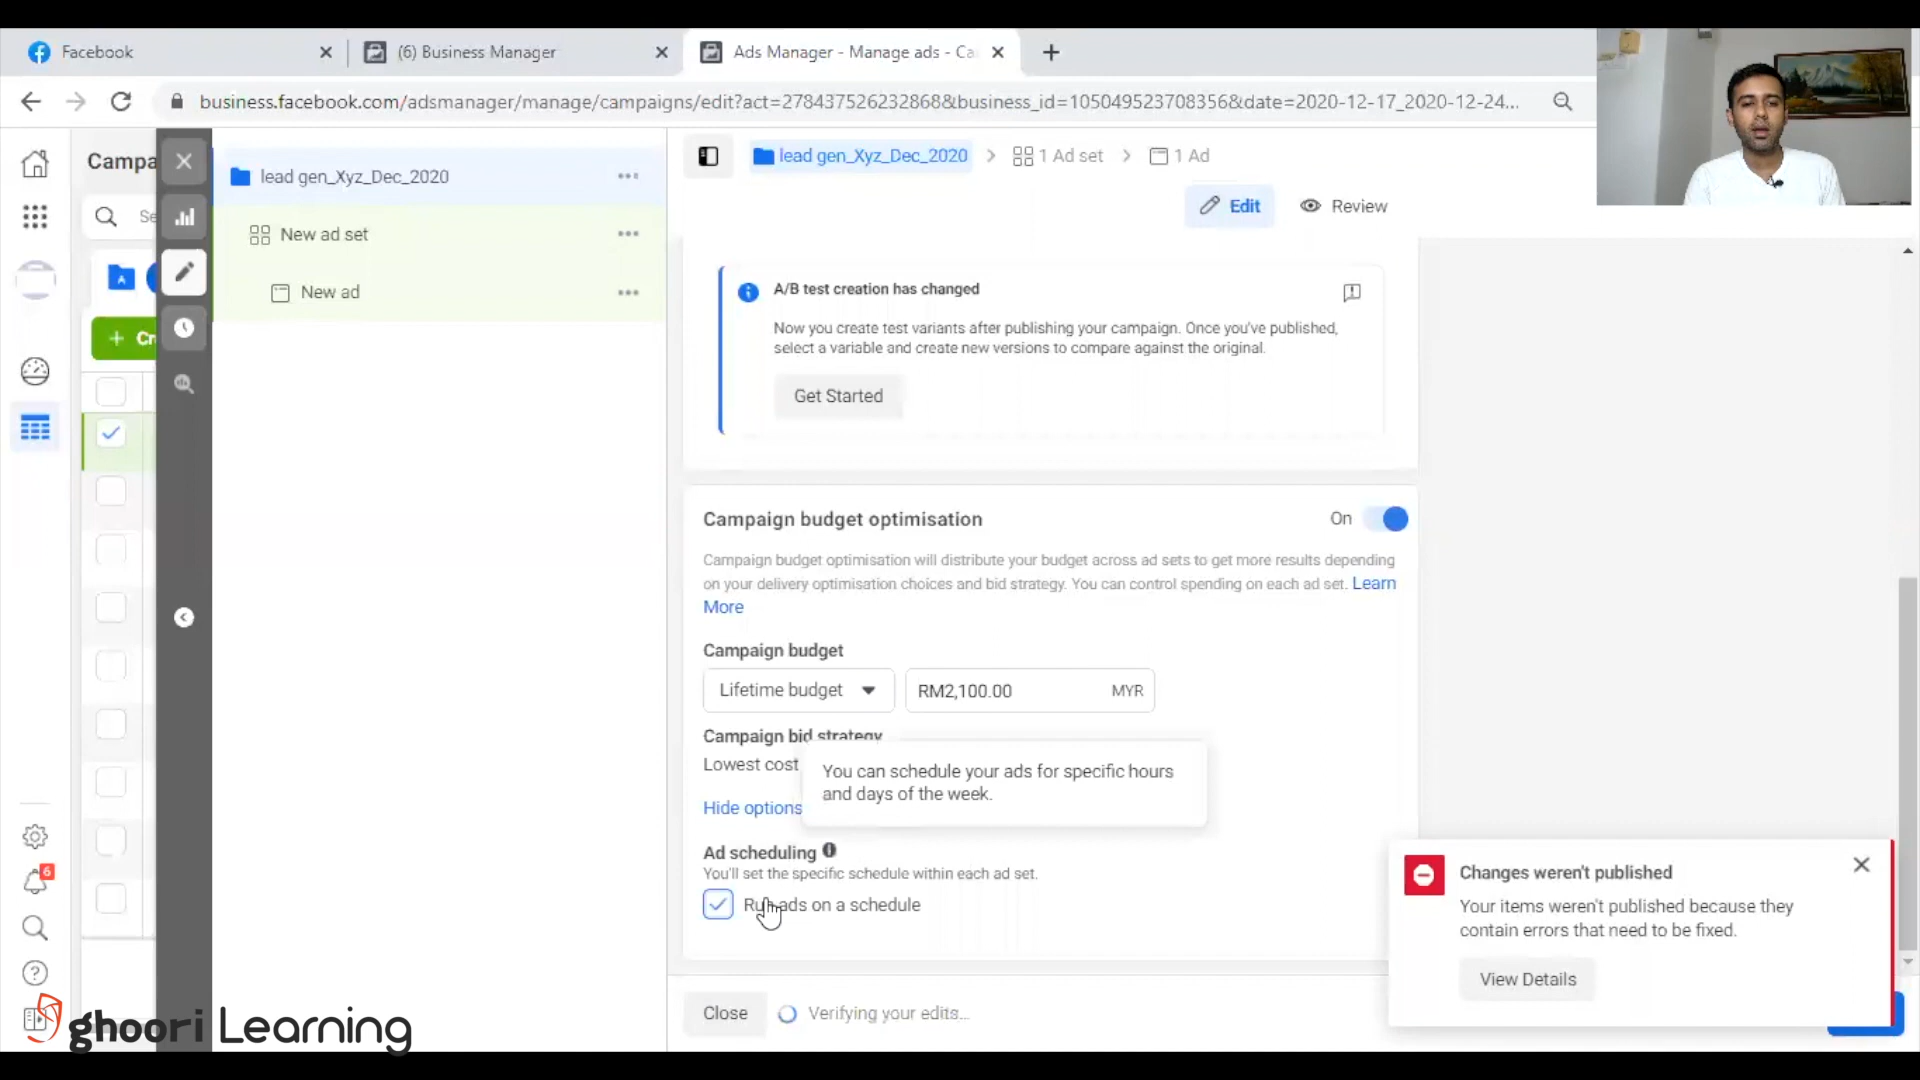 Facebook
(6) Business Manager
Ads Manager - Manage ads - Ca
business.facebook.com/adsmanager/manage/campaigns/edit?act=278437526232868&business_id=105049523708356&date=2020-12-17_2020-12-24...
Campa
lead gen_Xyz_Dec_2020
lead gen_Xyz_Dec_2020
1 Ad set
1 Ad
Se
Edit
Review
New ad set
New ad
A
Cr
A/B test creation has changed
Now you create test variants after publishing your campaign. Once you've published,
select a variable and create new versions to compare against the original.
Get Started
Campaign budget optimisation
On
Campaign budget optimisation will distribute your budget across ad sets to get more results depending
on your delivery optimisation choices and bid strategy. You can control spending on each ad set. Learn
More
Campaign budget
Lifetime budget
RM2,100.00
MYR
Campaign bid strategy
Lowest cost
You can schedule your ads for specific hours
and days of the week.
Hide options
Ad scheduling
You'll set the specific schedule within each ad set.
Run ads on a schedule
Changes weren't published
Your items weren't published because they
contain errors that need to be fixed.
View Details
6
Close
Verifying your edits...
ghoori Learning